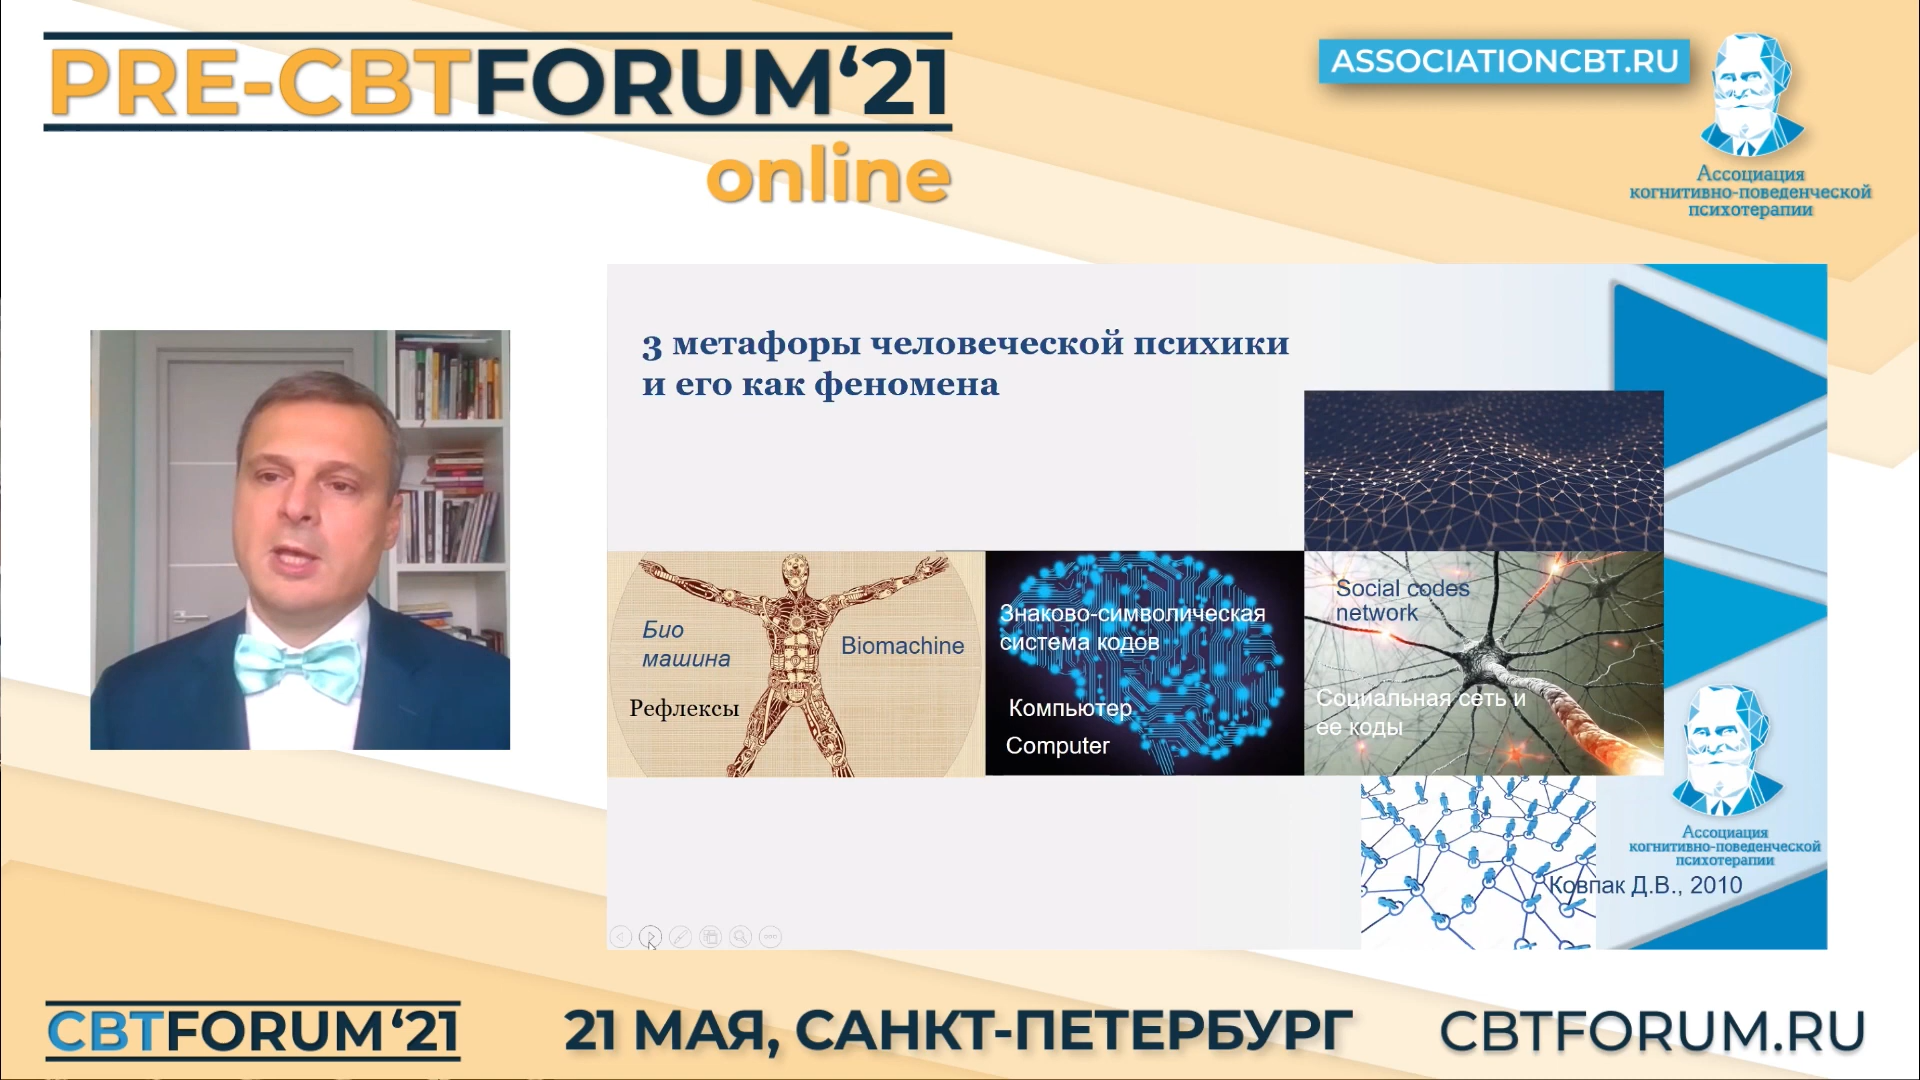 PRE-CBTFORUM‘21
online
ASSOCIATIONCBT.RU
Ассоциация
когнитивно-поведенческой
психотерапии
3 метафоры человеческой психики
и его как феномена
Био
машина
Biomachine
Рефлексы
Знаково-символическая
система кодов
Компьютер
Computer
Social codes
network
Социальная сеть и
ее коды
Ассоциация
когнитивно-поведенческой
психотерапии
Ковпак Д.В., 2010
CBTFORUM‘21
21 МАЯ, САНКТ-ПЕТЕРБУРГ
CBTFORUM.RU